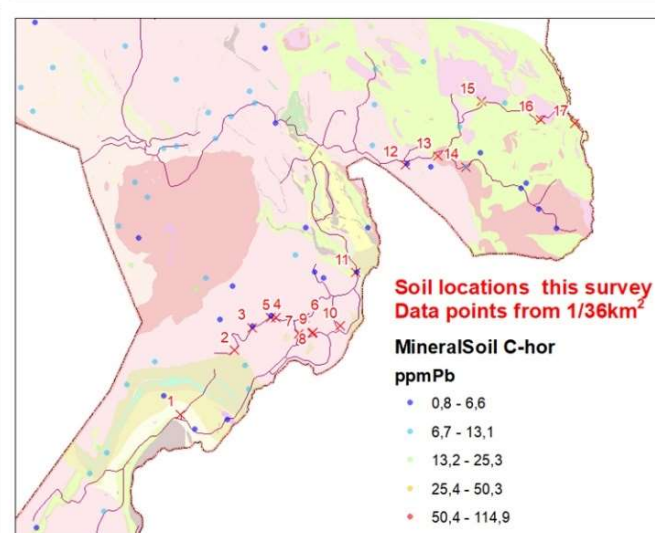 15
16 17
13
12 14
11
5 4 6
3 7 9 10
2 8
1
Soil locations this survey
Data points from 1/36km²
MineralSoil C-hor
ppmPb
0,8 - 6,6
6,7 - 13,1
13,2 - 25,3
25,4 - 50,3
50,4 - 114,9